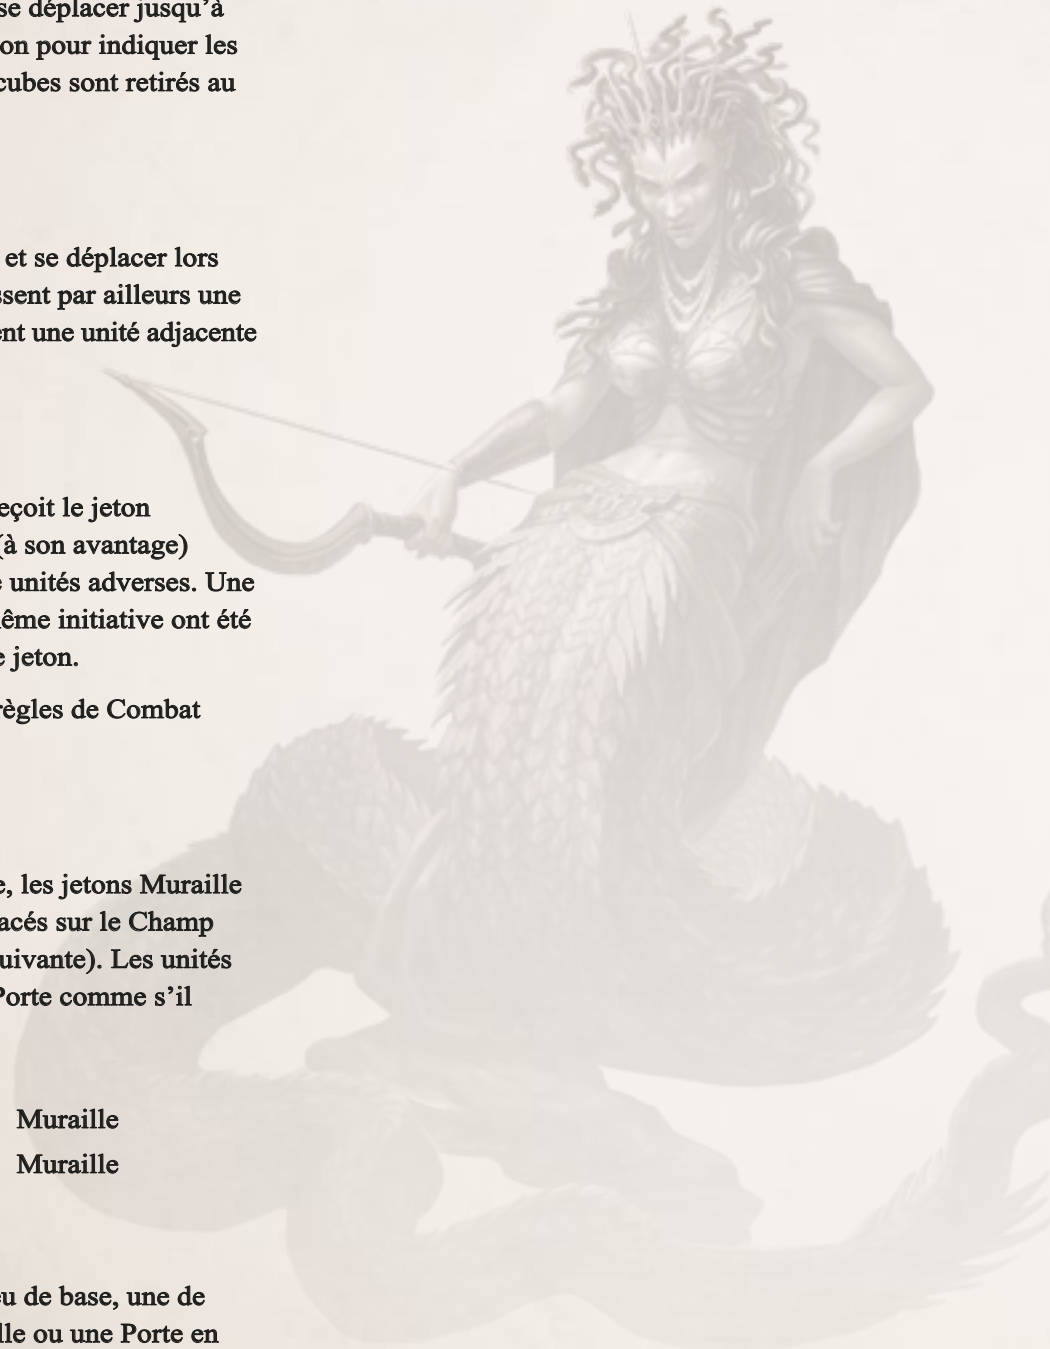 se déplacer jusqu’à
on pour indiquer les
cubes sont retirés au
et se déplacer lors
ssent par ailleurs une
ent une unité adjacente
eçoit le jeton
(à son avantage)
e unités adverses. Une
ême initiative ont été
e jeton.
règles de Combat
e, les jetons Muraille
acés sur le Champ
uivante). Les unités
Porte comme s’il
Muraille
Muraille
eu de base, une de
lle ou une Porte en